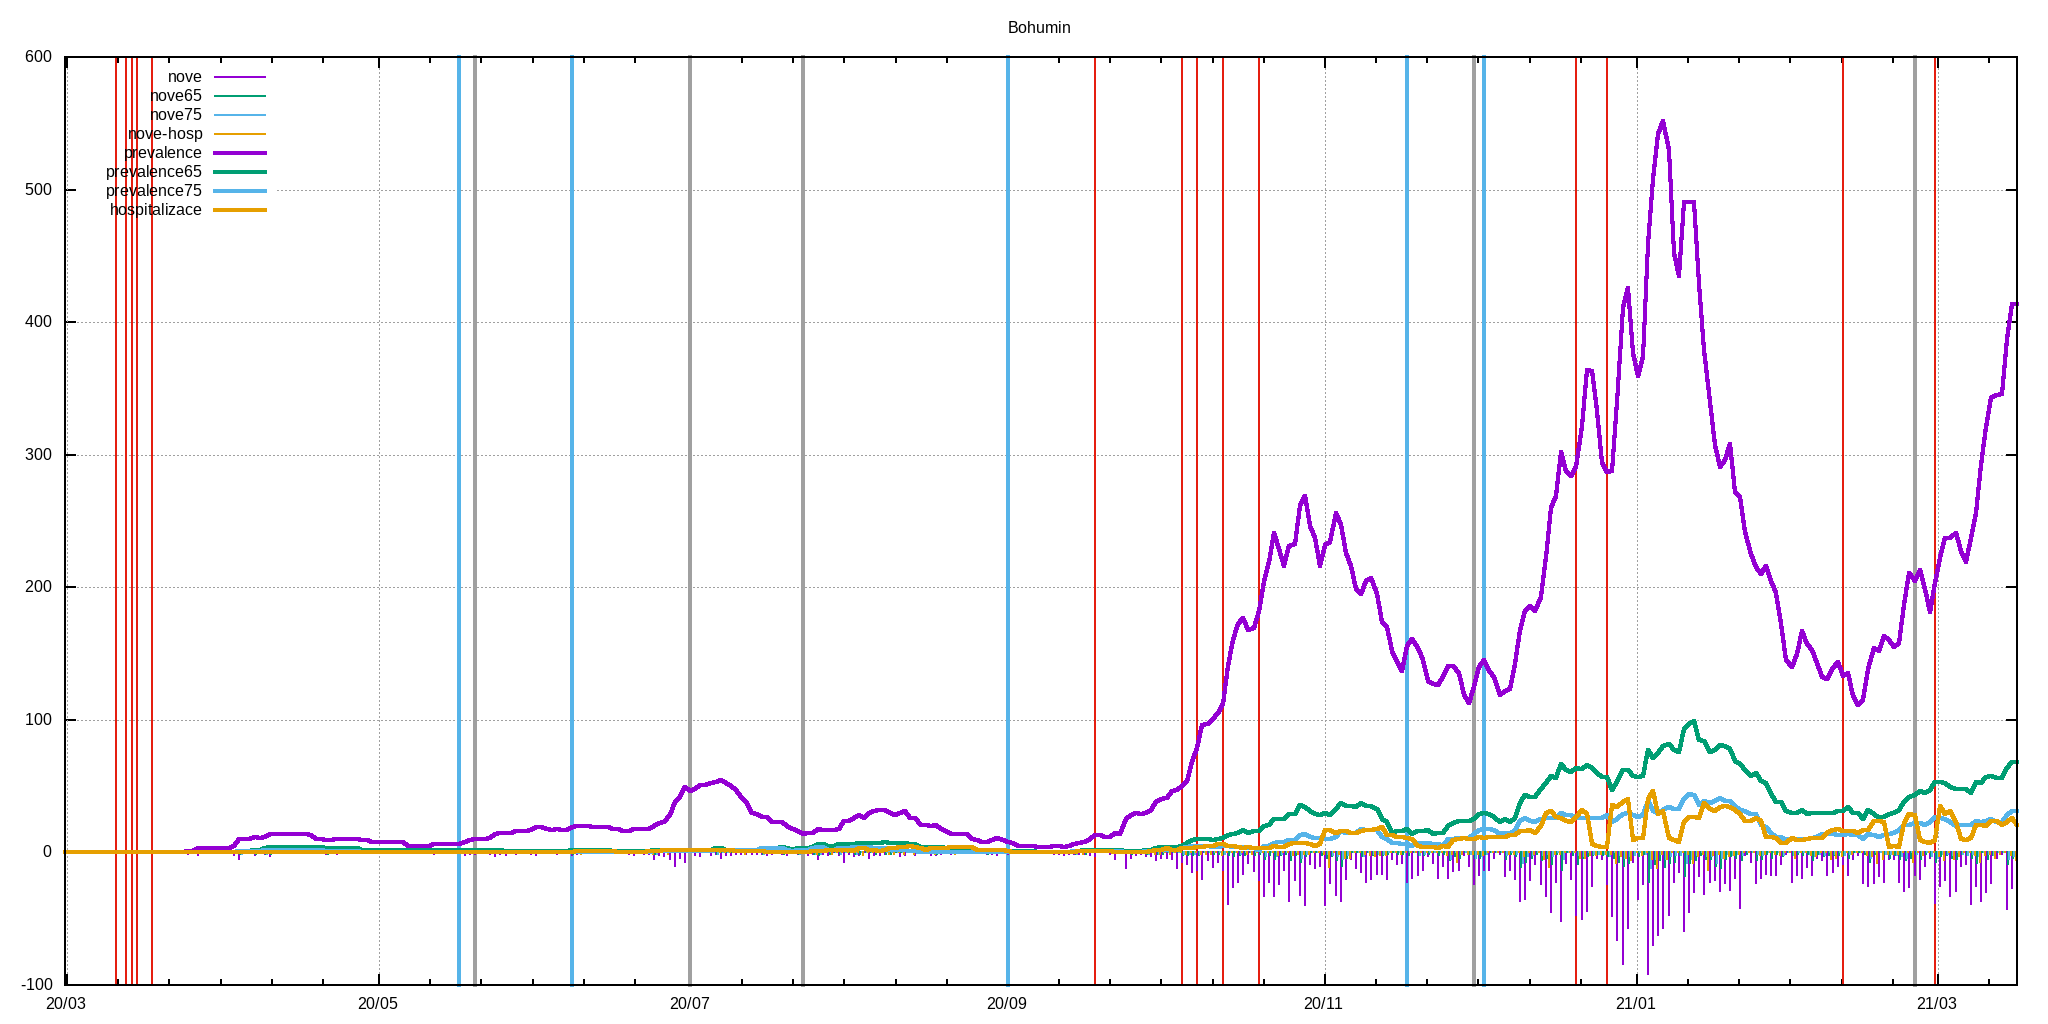 Bohumin
600
500
400
300
200
100
0
-100
nove
nove65
nove75
nove-hosp
prevalence
prevalence65
prevalence75
hospitalizace
20/03 20/05 20/07 20/09 20/11 21/01 21/03